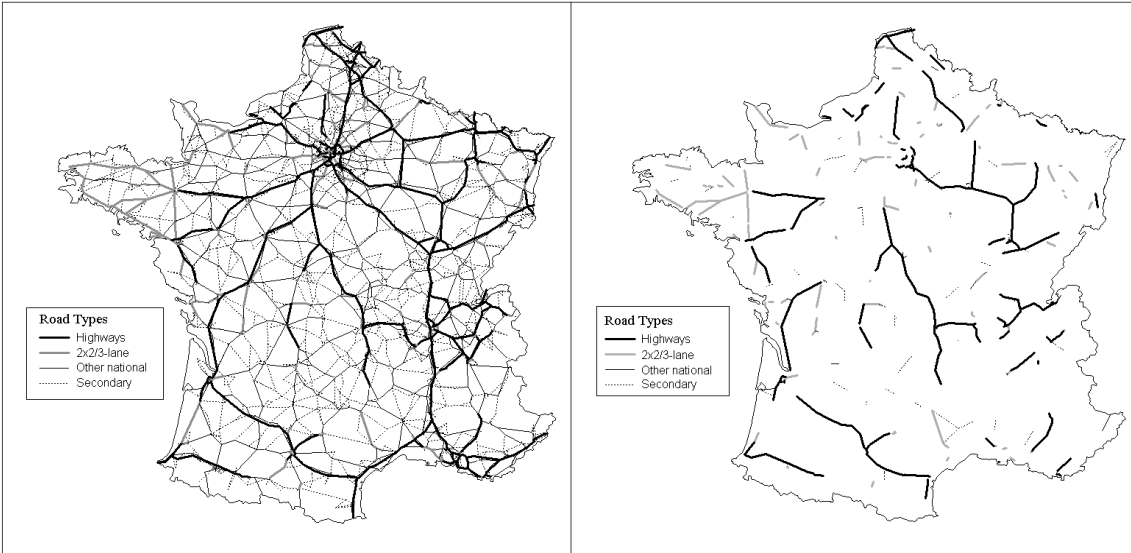 Road Types
Highways
2x2/3-lane
Other national
Secondary
Road Types
Highways
2x2/3-lane
Other national
Secondary